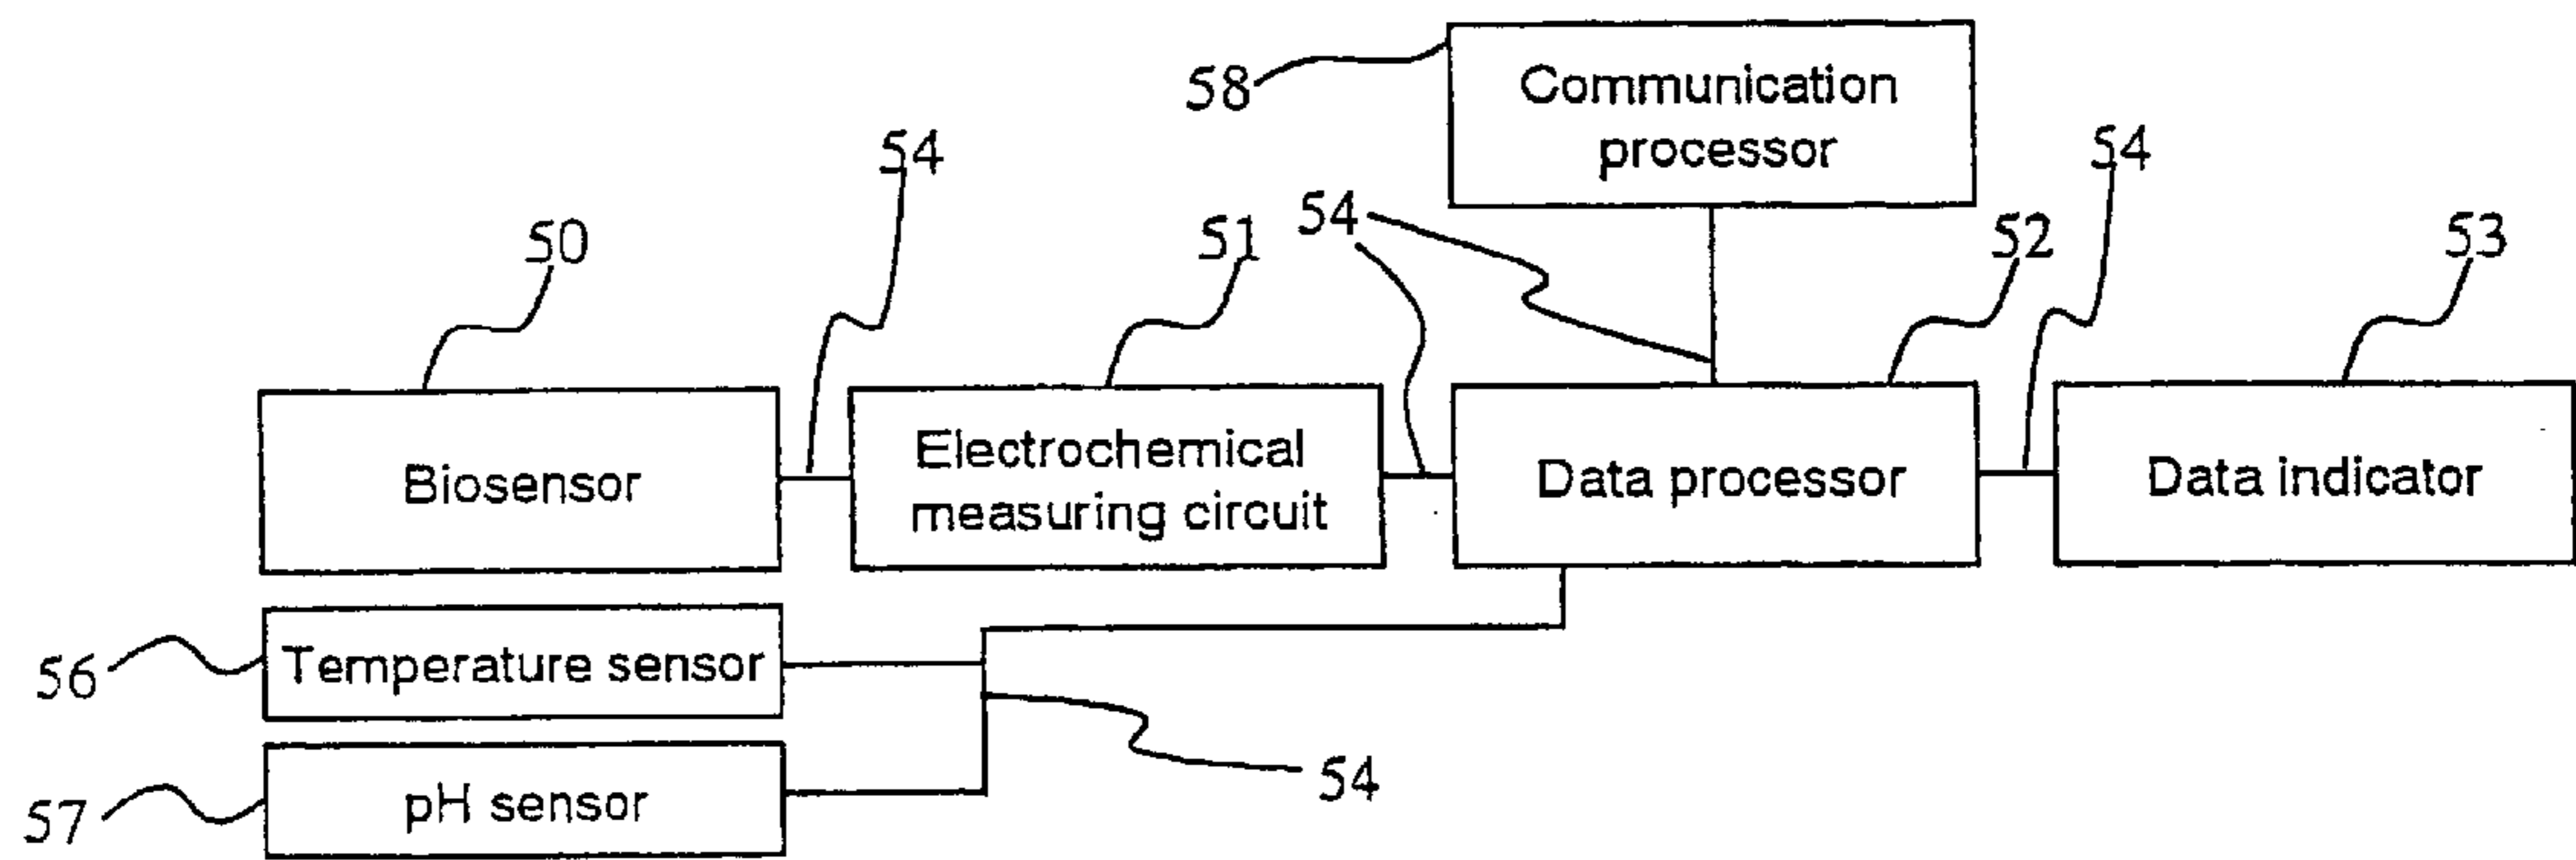 58
Communication
processor
54
54
54
50
51
52
53
Biosensor
Electrochemical
measuring circuit
Data processor
Data indicator
56
Temperature sensor
54
57
pH sensor